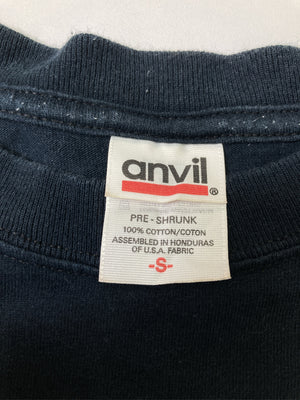 anvil®
PRE-SHRUNK
100% COTTON/COTON
ASSEMBLED IN HONDURAS
OF U.S.A. FABRIC
-S-